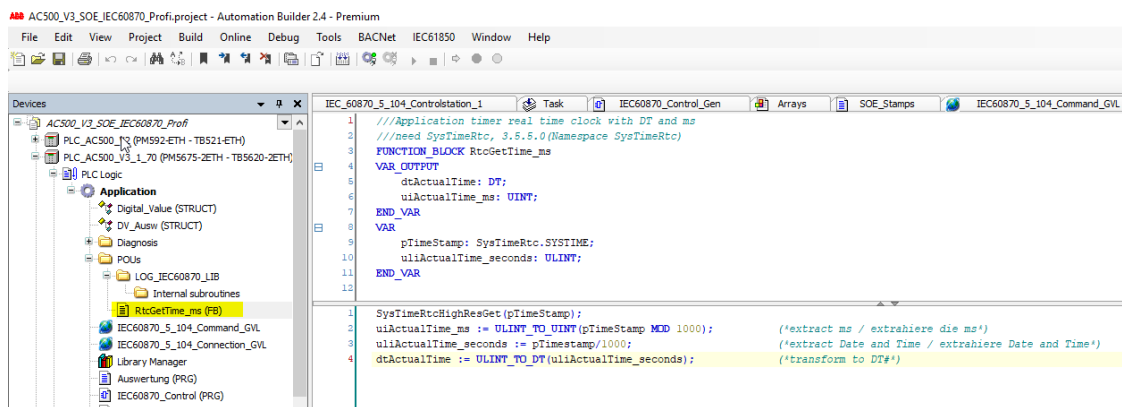 ABB AC500_V3_SOE_IEC60870_Profi.project - Automation Builder 2.4 - Premium
File Edit View Project Build Online Debug Tools BACNet IEC61850 Window Help
Devices
AC500_V3_SOE_IEC60870_Profi
(PM592-ETH - TB521-ETH)
PLC_AC500_V3_1_70 (PM5675-2ETH - TB5620-2ETH)
PLC Logic
Application
Digital_Value (STRUCT)
DV_Ausw (STRUCT)
Diagnosis
POUs
LOG_IEC60870_LIB
Internal subroutines
RtcGetTime_ms (FB)
IEC60870_5_104_Command_GVL
IEC60870_5_104_Connection_GVL
Library Manager
Auswertung (PRG)
IEC60870_Control (PRG)
IEC_60870_5_104_Controlstation_1 Task IEC60870_Control_Gen Arrays SOE_Stamps IEC60870_5_104_Command_GVL
1 ///Application timer real time clock with DT and ms
2 ///need SysTimeRtc, 3.5.5.0(Namespace SysTimeRtc)
3 FUNCTION_BLOCK RtcGetTime_ms
4 VAR_OUTPUT
5 dtActualTime: DT;
6 uiActualTime_ms: UINT;
7 END_VAR
8 VAR
9 pTimeStamp: SysTimeRtc.SYSTIME;
10 uliActualTime_seconds: ULINT;
11 END_VAR
12
1 SysTimeRtcHighResGet(pTimeStamp);
2 uiActualTime_ms := ULINT_TO_UINT(pTimeStamp MOD 1000); (*extract ms / extrahiere die ms*)
3 uliActualTime_seconds := pTimestamp/1000; (*extract Date and Time / extrahiere Date and Time*)
4 dtActualTime := ULINT_TO_DT(uliActualTime_seconds); (*transform to DT#*)